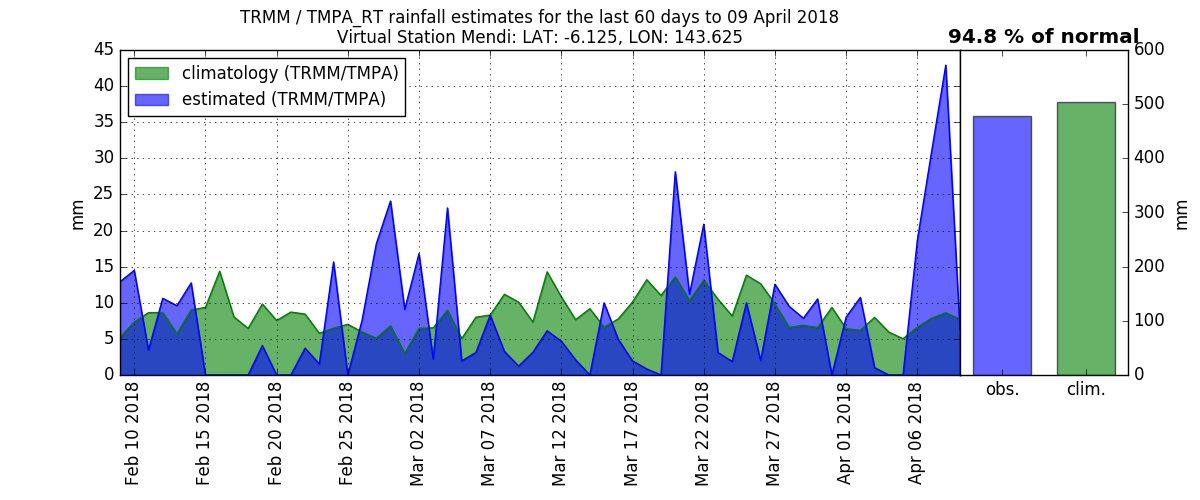 TRMM / TMPA_RT rainfall estimates for the last 60 days to 09 April 2018
Virtual Station Mendi: LAT: -6.125, LON: 143.625
94.8 % of normal
climatology (TRMM/TMPA)
estimated (TRMM/TMPA)
mm
45
40
35
30
25
20
15
10
5
0
Feb 10 2018
Feb 15 2018
Feb 20 2018
Feb 25 2018
Mar 02 2018
Mar 07 2018
Mar 12 2018
Mar 17 2018
Mar 22 2018
Mar 27 2018
Apr 01 2018
Apr 06 2018
obs.
clim.
600
500
400
300
200
100
0
mm